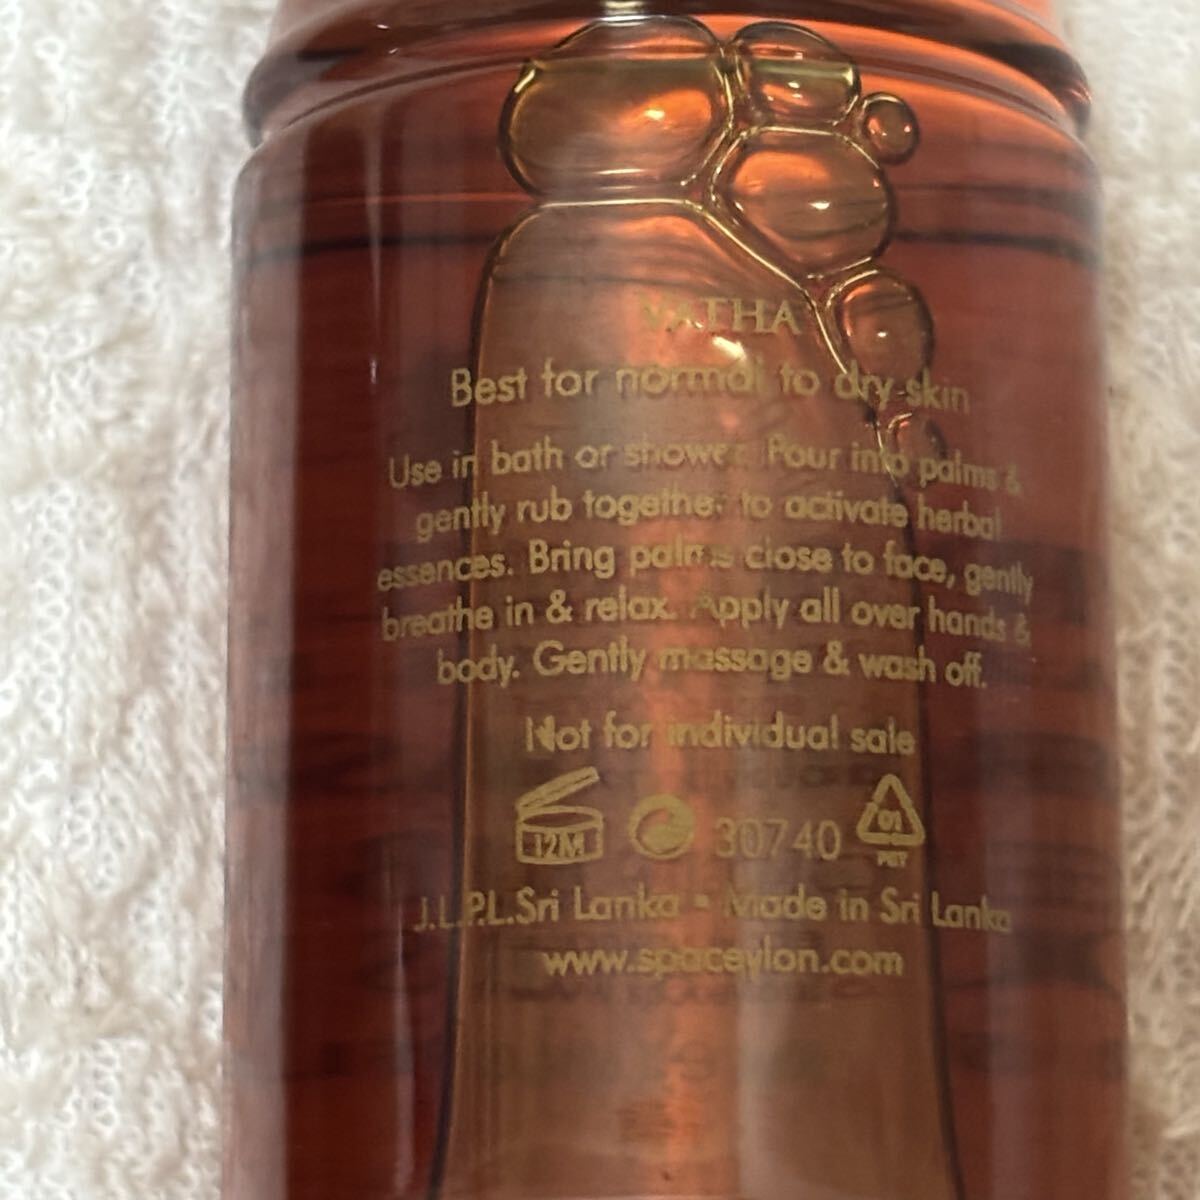 VATHA
Best for normal to dry skin
Use in bath or shower. Pour into palms &
gently rub together to activate herbal
essences. Bring palms close to face, gently
breathe in & relax. Apply all over hands &
body. Gently massage & wash off.
Not for individual sale
12M 30740 01
PET
J.L.P.L.Sri Lanka • Made in Sri Lanka
www.spaceylon.com